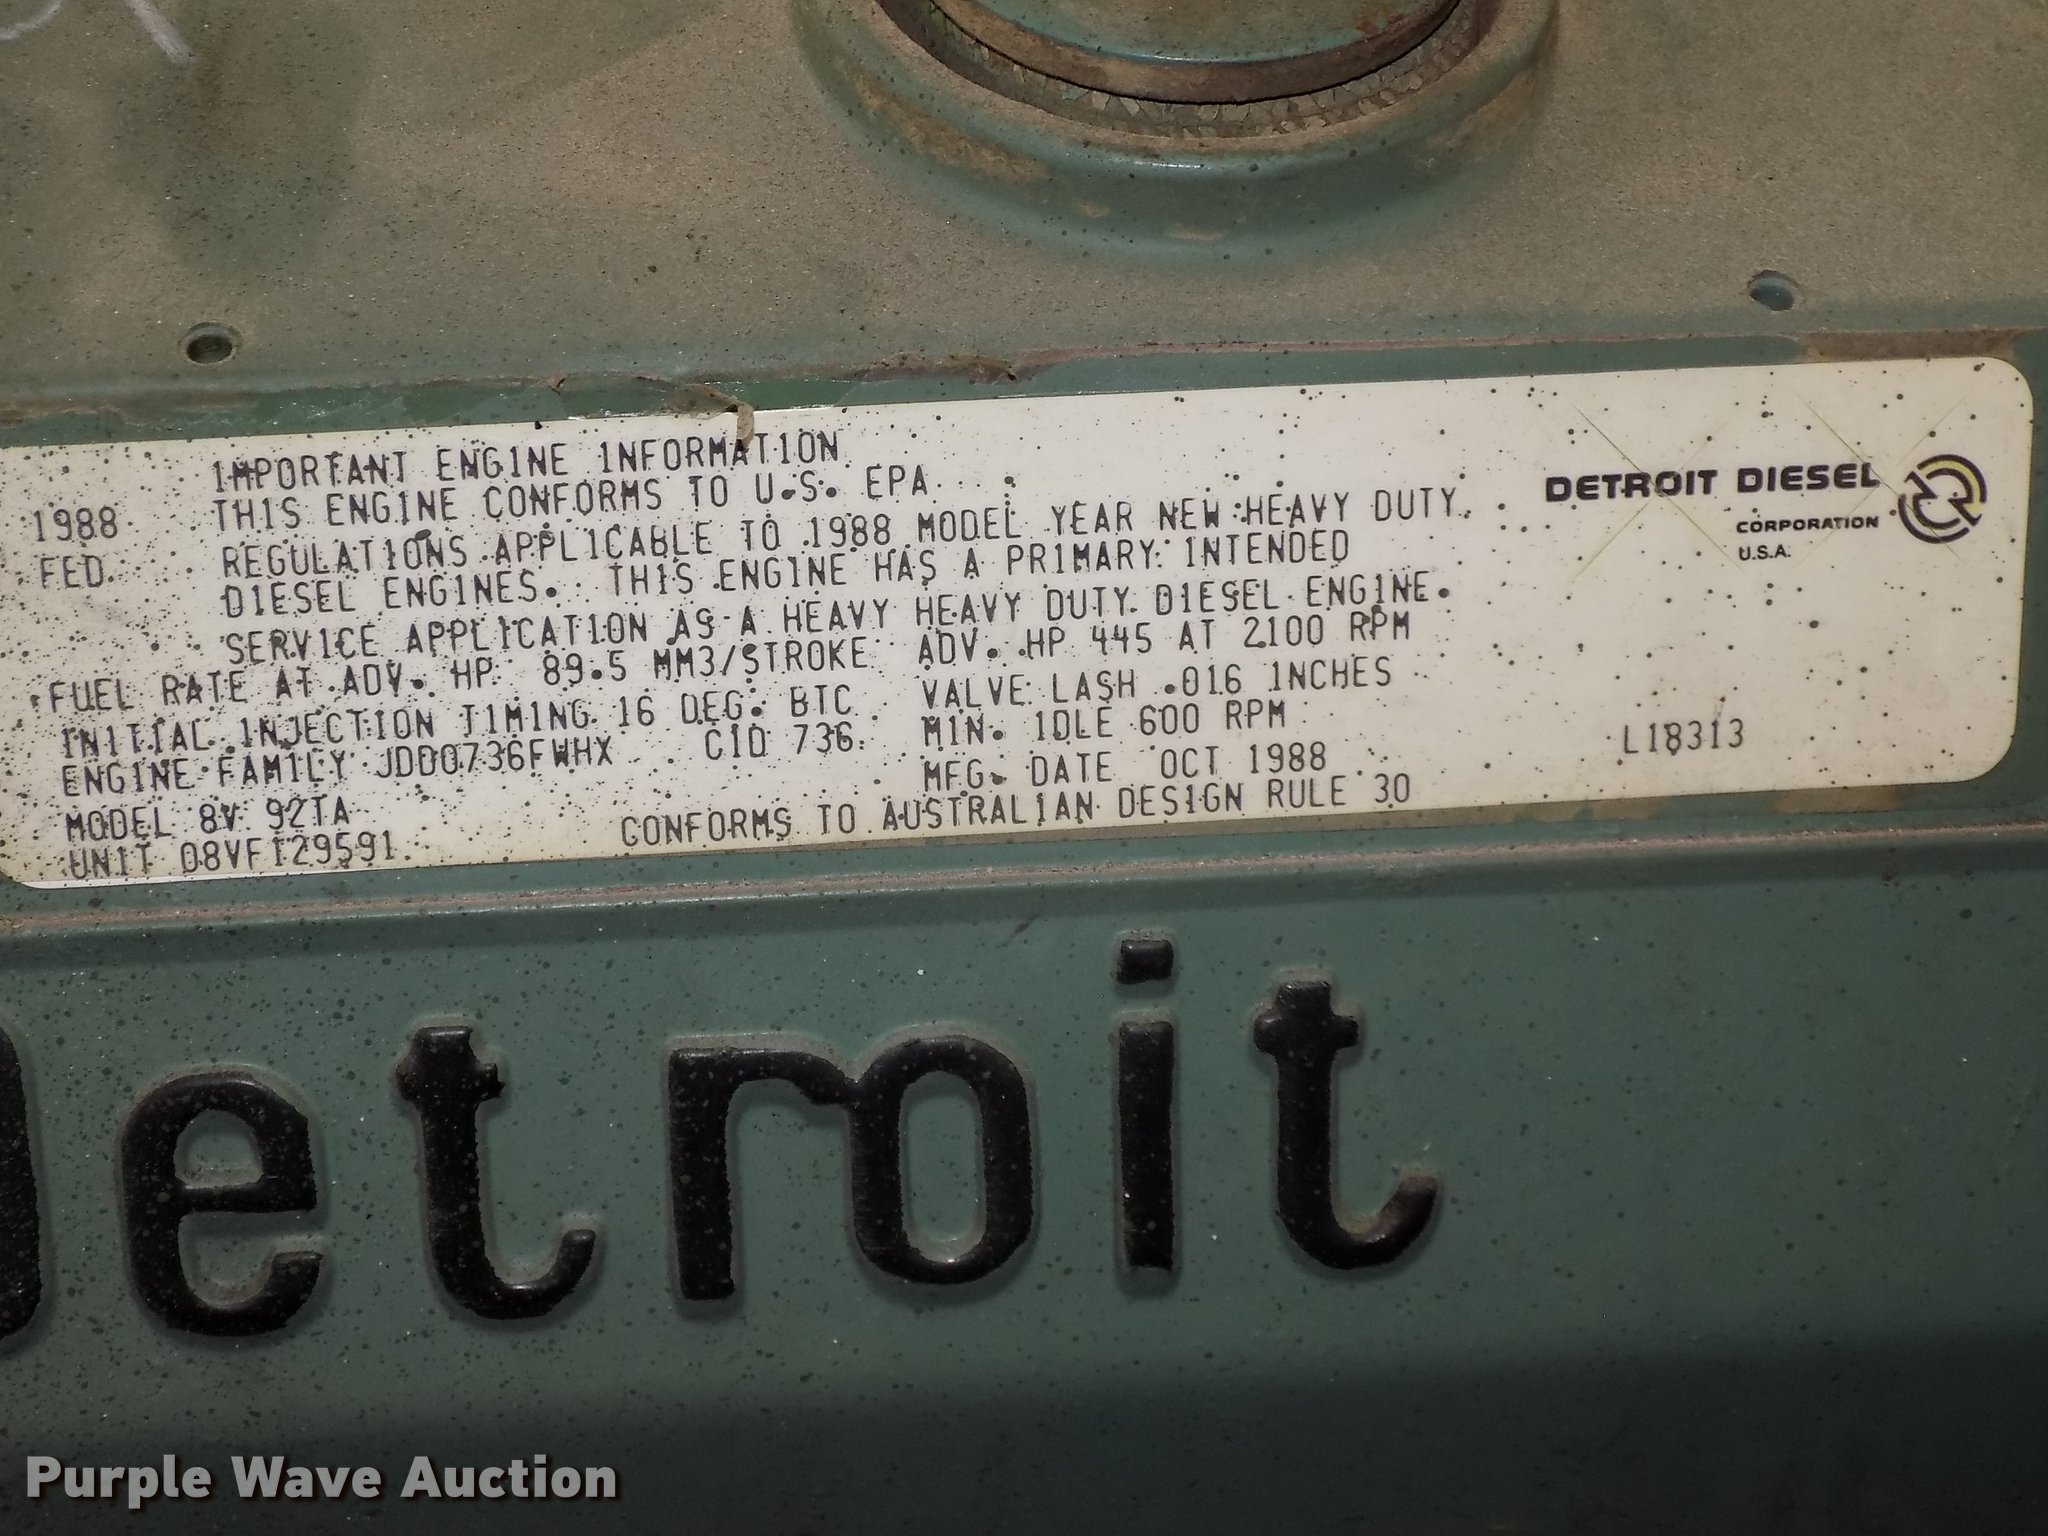 IMPORTANT ENGINE INFORMATION
1988 FED.
THIS ENGINE CONFORMS TO U.S. EPA
REGULATIONS APPLICABLE TO 1988 MODEL YEAR NEW HEAVY DUTY
DIESEL ENGINES. THIS ENGINE HAS A PRIMARY INTENDED
SERVICE APPLICATION AS A HEAVY HEAVY DUTY DIESEL ENGINE.
FUEL RATE AT ADV. HP 89.5 MM3/STROKE ADV. HP 445 AT 2100 RPM
INITIAL INJECTION TIMING 16 DEG. BTC VALVE LASH .016 INCHES
ENGINE FAMILY JDD0736FWHX CID 736 MIN. IDLE 600 RPM
MODEL 8V 92TA MFG. DATE OCT 1988
UNIT 08VF129591 CONFORMS TO AUSTRALIAN DESIGN RULE 30
DETROIT DIESEL
CORPORATION
U.S.A.
L18313
Detroit
Purple Wave Auction